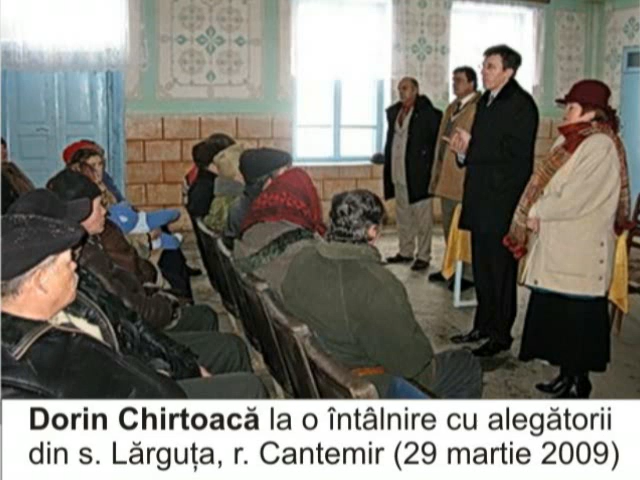 Dorin Chirtoacă la o întâlnire cu alegătorii
din s. Lărguța, r. Cantemir (29 martie 2009)